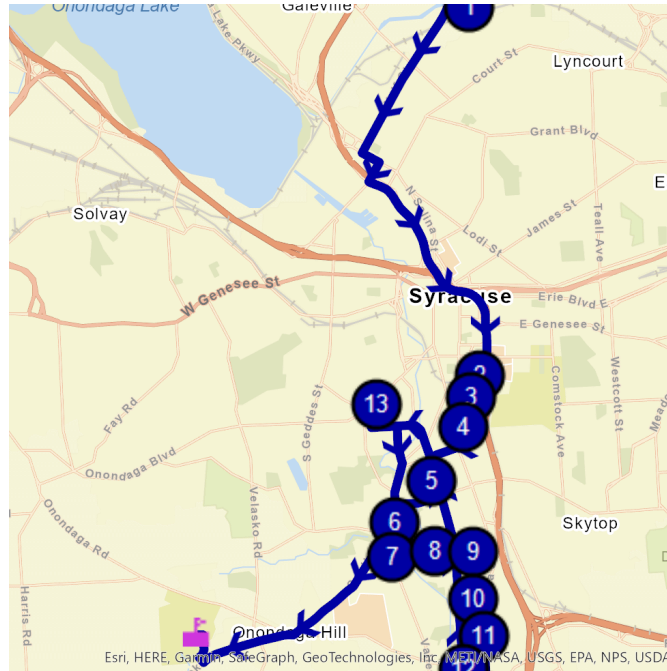 Onondaga Lake
Galeville
1
Lake Pkwy
Court St
Lyncourt
Grant Blvd
E
Solvay
N Salina St
James St
Teall Ave
Lodi St
W Genesee St
Syracuse
Erie Blvd E
E Genesee St
2
3
4
13
Fay Rd
S Geddes St
Comstock Ave
Westcott St
Onondaga Blvd
5
Velasko Rd
Onondaga Rd
6
7
8
9
Skytop
10
Harris Rd
11
Onondaga Hill
Esri, HERE, Garmin, SafeGraph, GeoTechnologies, Inc, METI/NASA, USGS, EPA, NPS, USDA